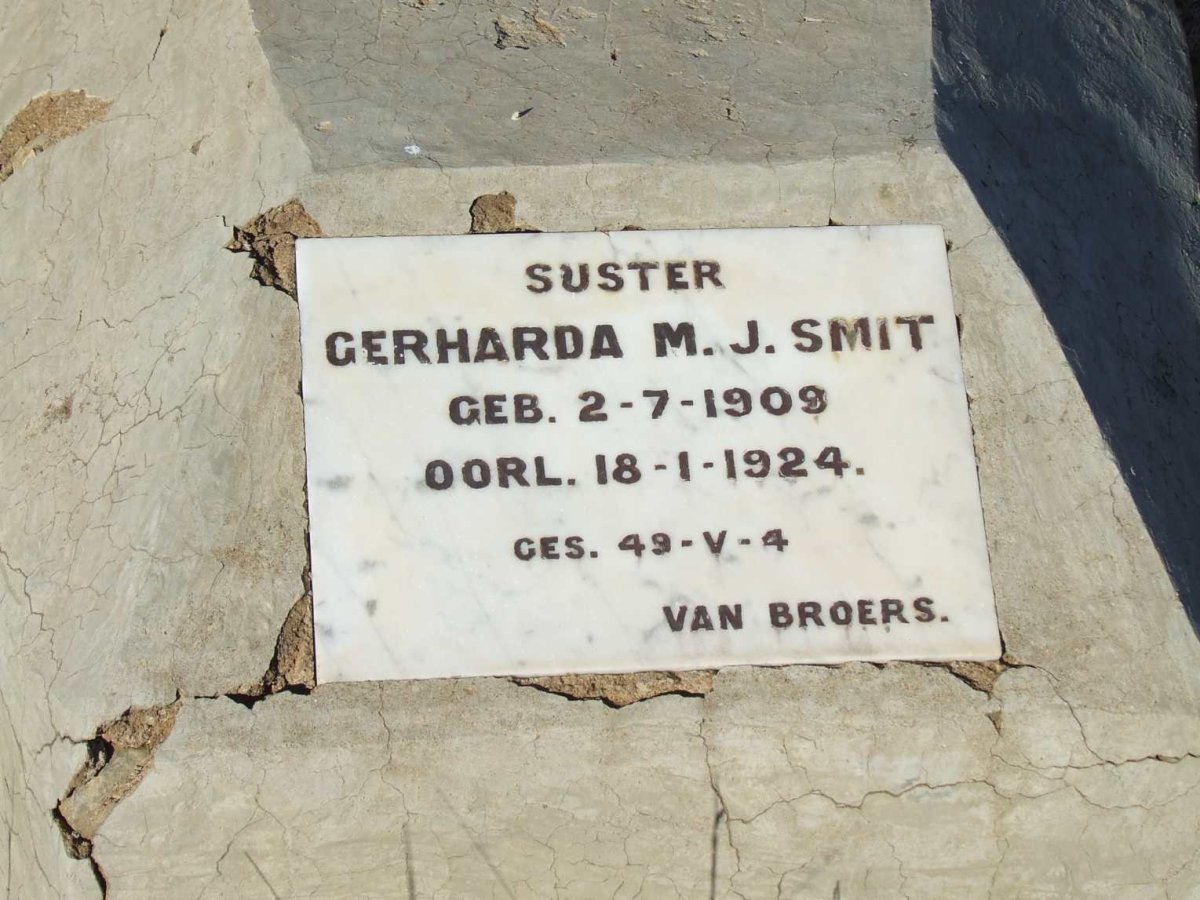 SUSTER
GERHARDA M. J. SMIT
GEB. 2-7-1909
OORL. 18-1-1924.
GES. 49-V-4
VAN BROERS.